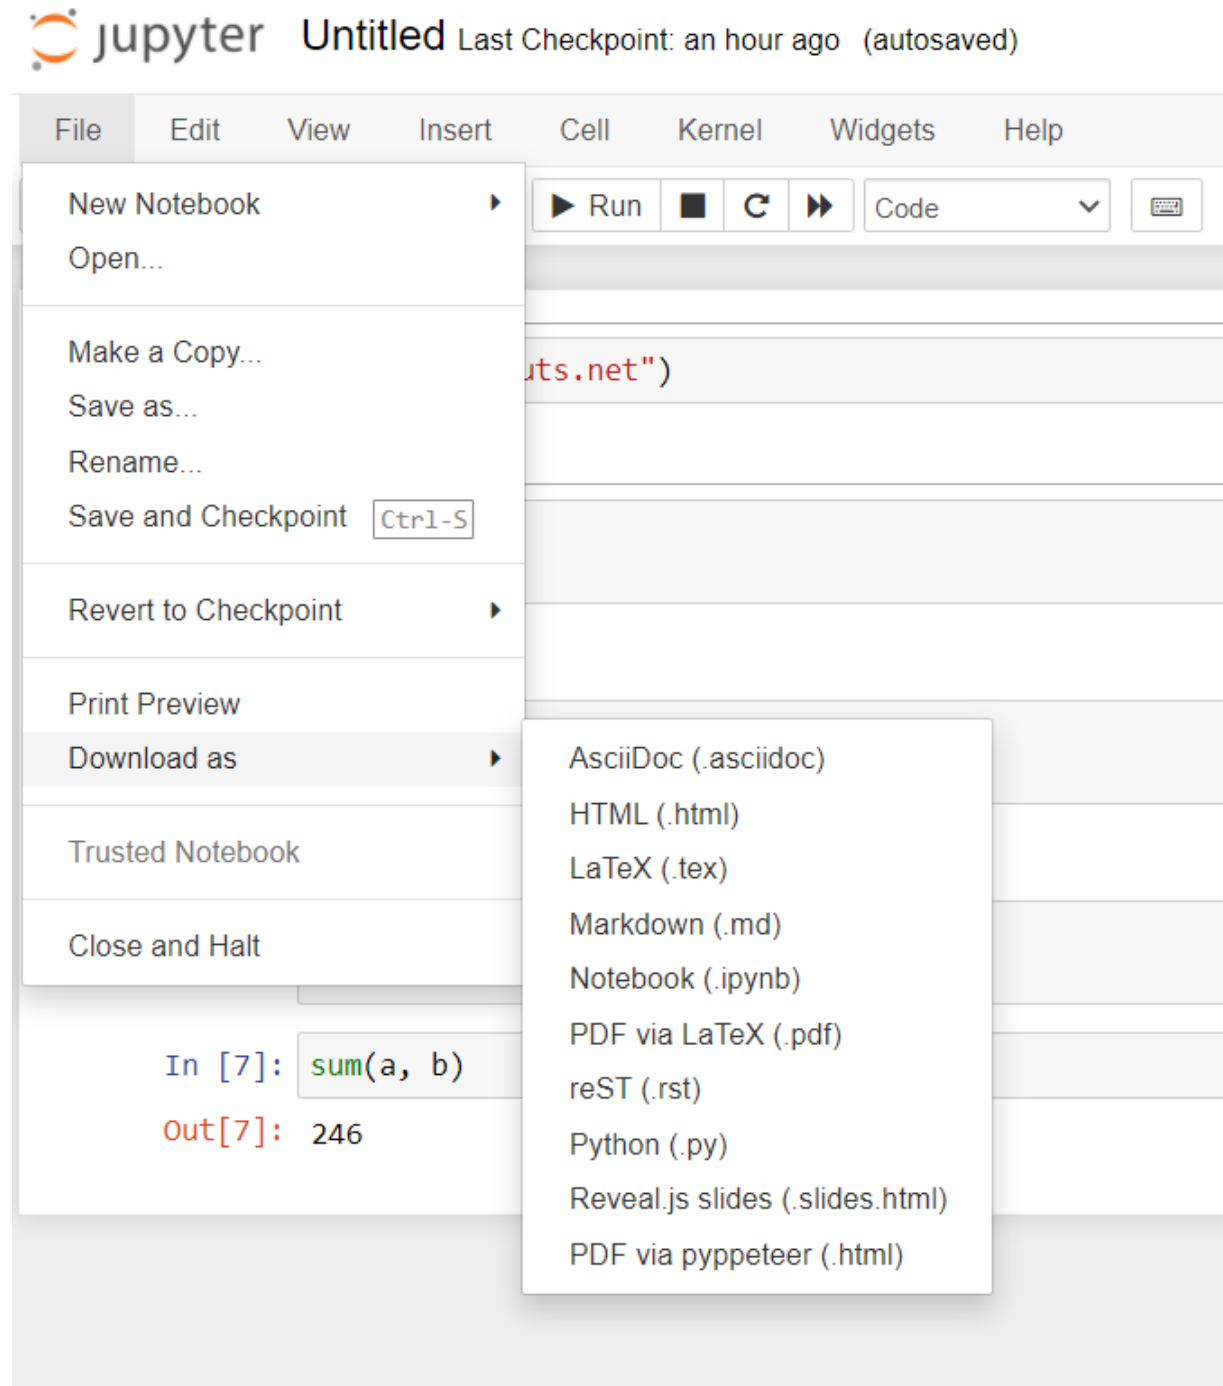 jupyter Untitled Last Checkpoint: an hour ago (autosaved)
File Edit View Insert Cell Kernel Widgets Help
New Notebook
Run
Code
Open...
Make a Copy...
uts.net")
Save as...
Rename...
Save and Checkpoint Ctrl-S
Revert to Checkpoint
Print Preview
Download as
AsciiDoc (.asciidoc)
HTML (.html)
LaTeX (.tex)
Markdown (.md)
Notebook (.ipynb)
PDF via LaTeX (.pdf)
reST (.rst)
Python (.py)
Reveal.js slides (.slides.html)
PDF via pyppeteer (.html)
Trusted Notebook
Close and Halt
In [7]: sum(a, b)
Out[7]: 246